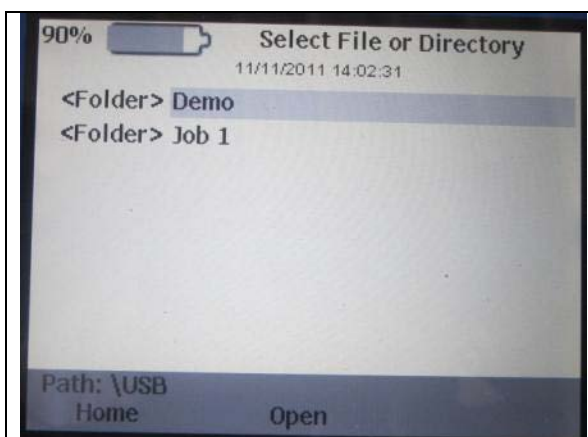 90% Select File or Directory
11/11/2011 14:02:31
<Folder> Demo
<Folder> Job 1
Path: \USB
Home Open